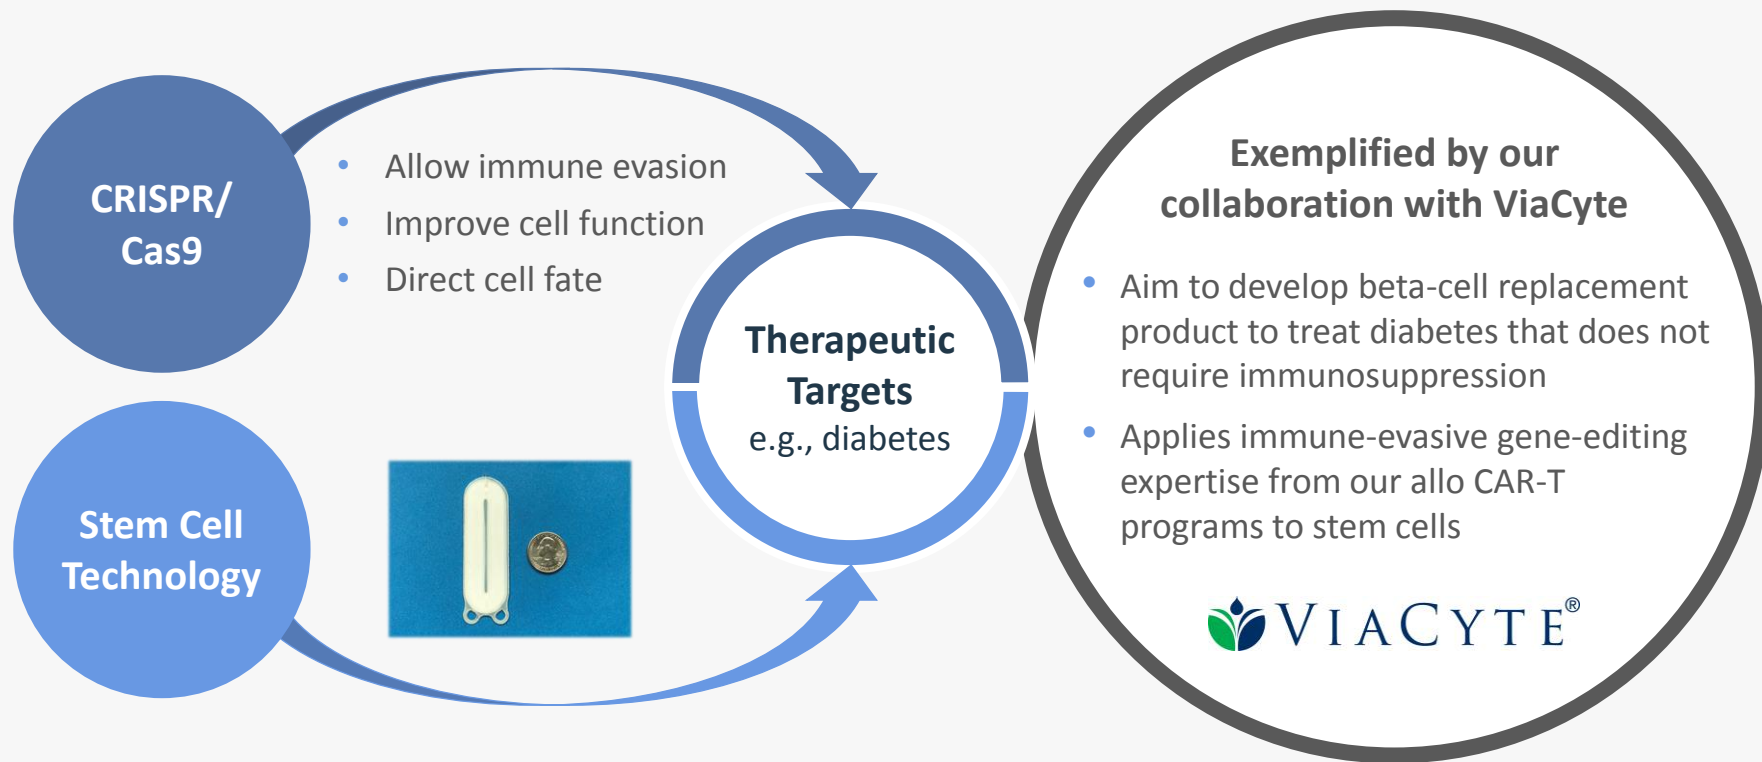 CRISPR/
Cas9
• Allow immune evasion
• Improve cell function
• Direct cell fate
Stem Cell
Technology
Therapeutic
Targets
e.g., diabetes
Exemplified by our
collaboration with ViaCyte
• Aim to develop beta-cell replacement
product to treat diabetes that does not
require immunosuppression
• Applies immune-evasive gene-editing
expertise from our allo CAR-T
programs to stem cells
VIACYTE®